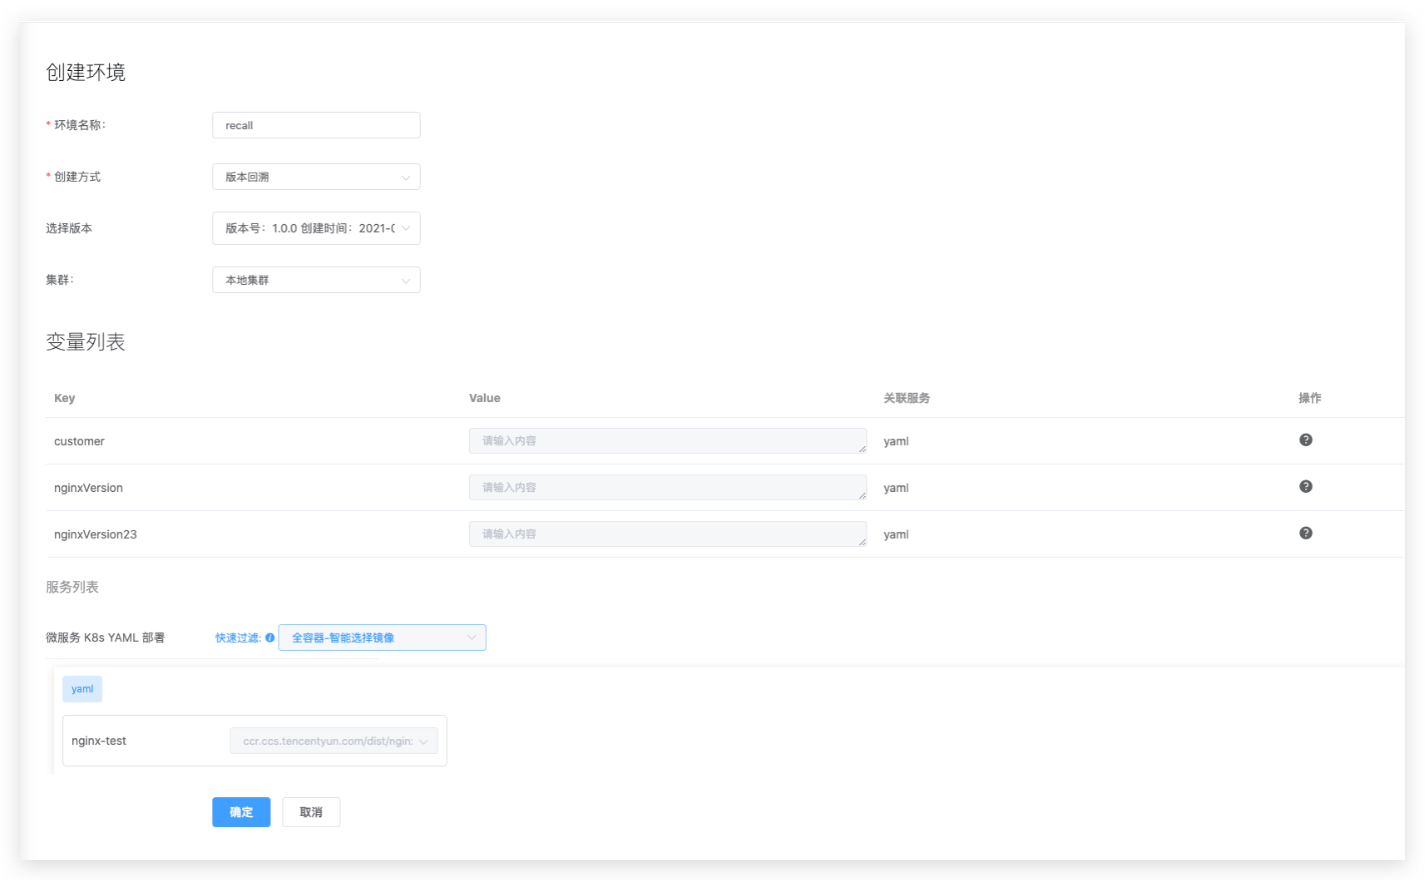 创建环境
* 环境名称: recall
* 创建方式 版本回溯
选择版本 版本号：1.0.0 创建时间：2021-0
集群: 本地集群
变量列表
Key Value 关联服务 操作
customer 请输入内容 yaml
nginxVersion 请输入内容 yaml
nginxVersion23 请输入内容 yaml
服务列表
微服务 K8s YAML 部署 快速过滤: 全容器-智能选择镜像
yaml
nginx-test ccr.ccs.tencentyun.com/dist/ngin
确定 取消